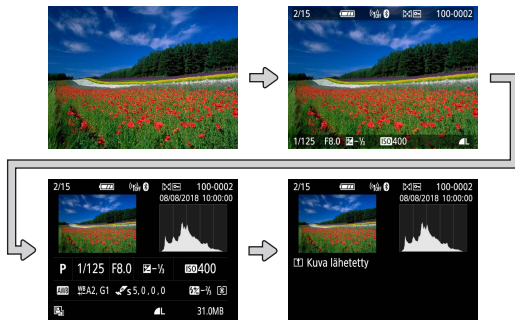 2/15 100-0002
1/125 F8.0 -⅓ ISO400 L
2/15 100-0002
08/08/2018 10:00:00
P 1/125 F8.0 -⅓ ISO400
AWB WB A2, G1 S 5, 0, 0, 0 -⅓
L 31.0MB
2/15 100-0002
08/08/2018 10:00:00
Kuva lähetetty